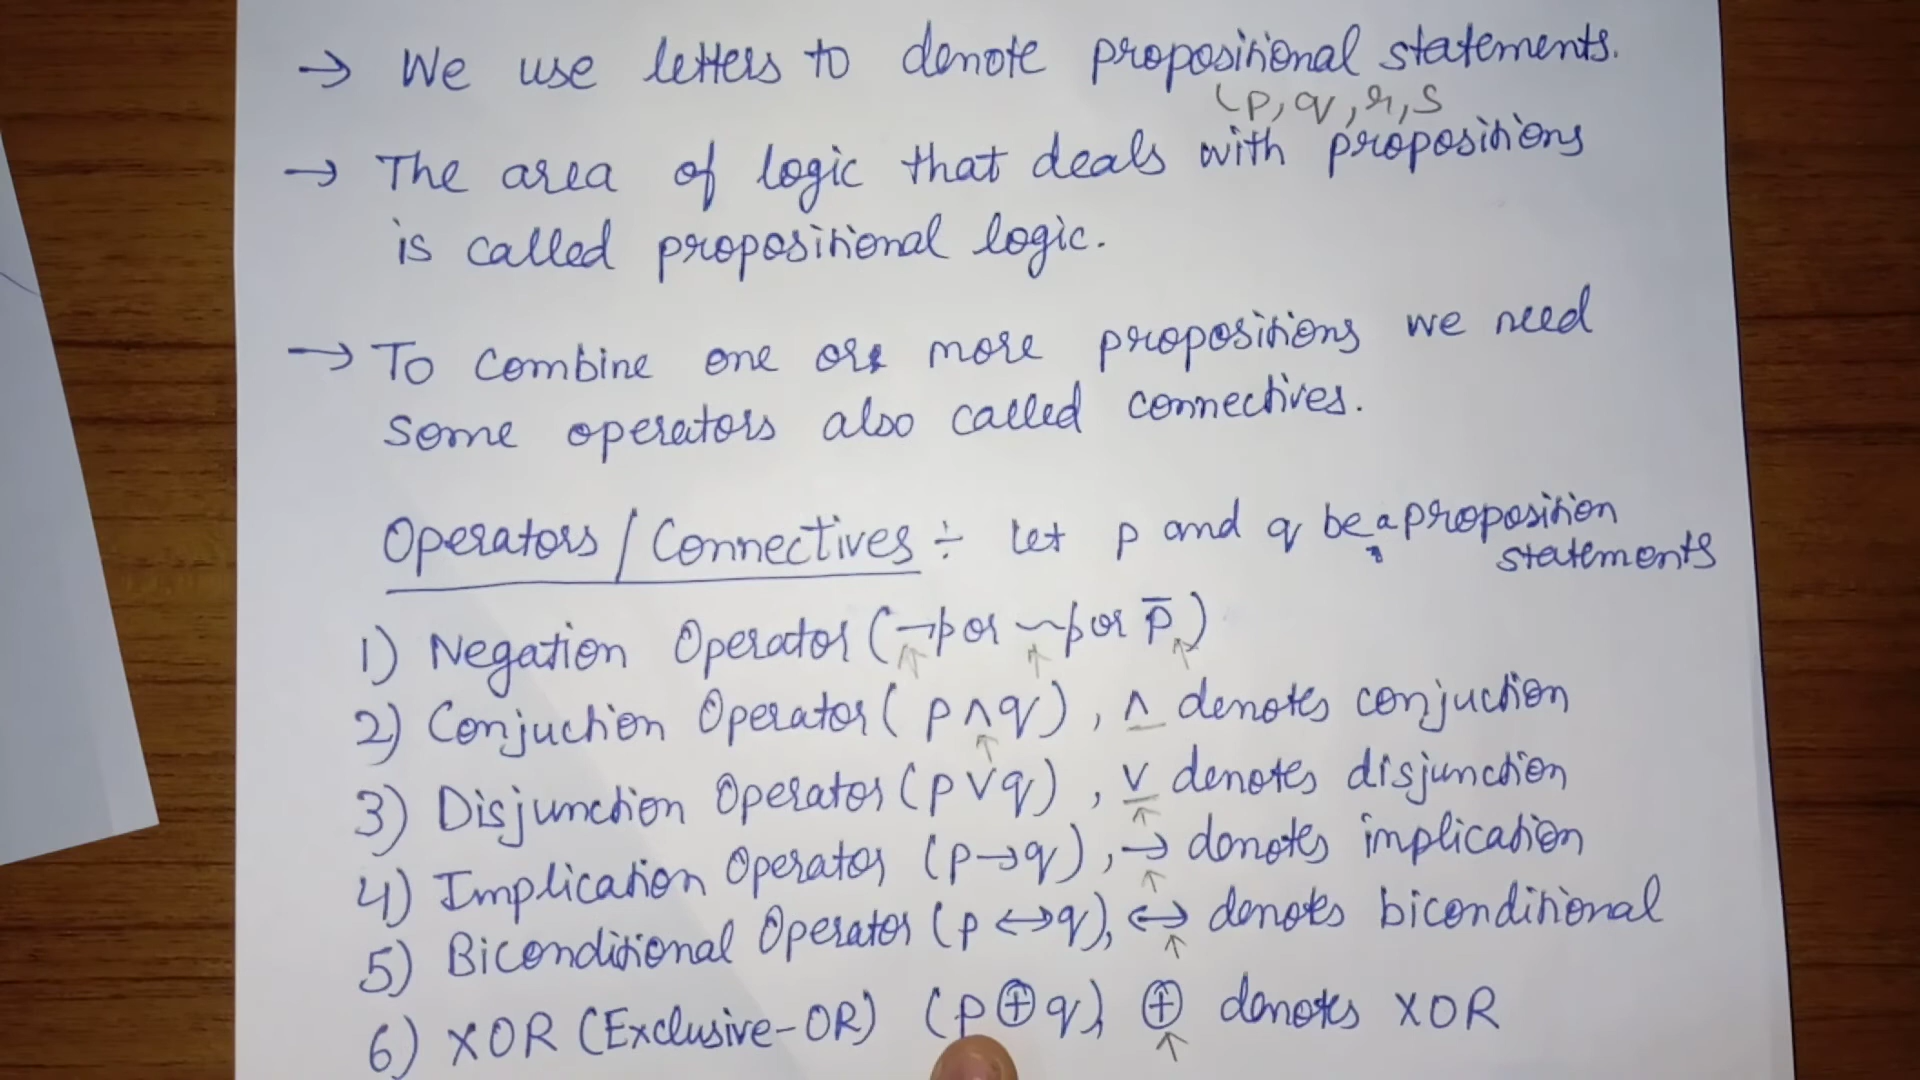 → We use letters to denote propositional statements.
(p, q, r, s
→ The area of logic that deals with propositions
is called propositional logic.
→ To combine one or more propositions we need
some operators also called connectives.
Operators / Connectives ÷ let p and q be a proposition
statements
1) Negation Operator (¬p or ~p or p̅)
2) Conjuction Operator (p ∧ q), ∧ denotes conjuction
3) Disjunction Operator (p ∨ q), ∨ denotes disjunction
4) Implication Operator (p → q), → denotes implication
5) Biconditional Operator (p ↔ q), ↔ denotes biconditional
6) XOR (Exclusive-OR) (p ⊕ q), ⊕ denotes XOR